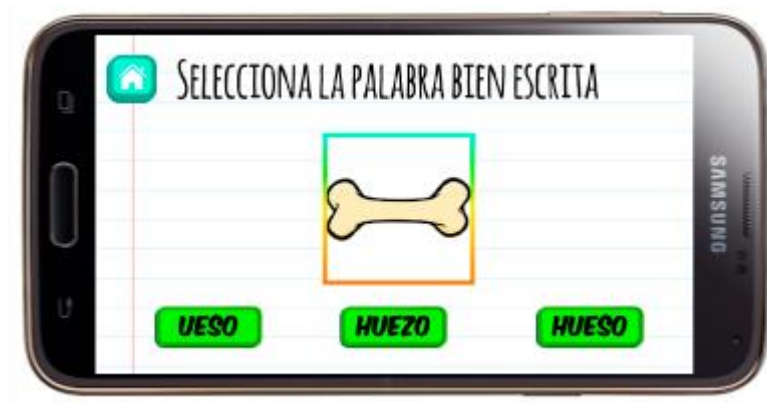 SELECCIONA LA PALABRA BIEN ESCRITA
UESO HUEZO HUESO
SAMSUNG